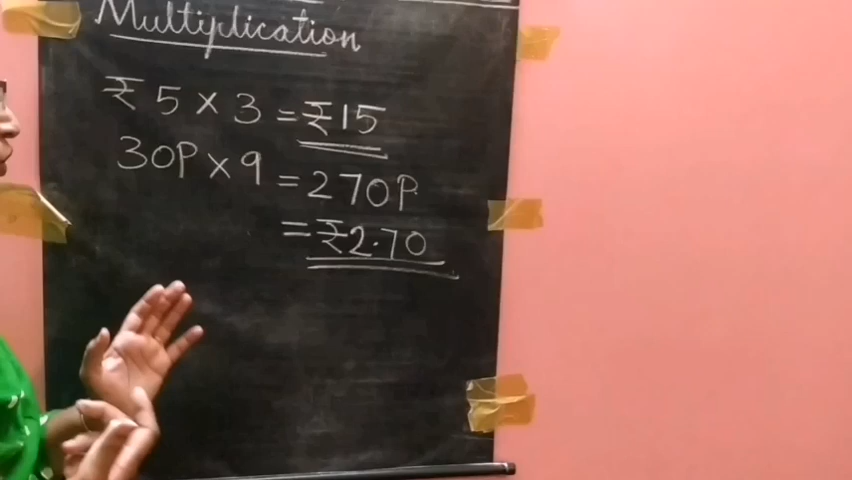 Multiplication
₹ 5 × 3 = ₹15
30P × 9 = 270P.
= ₹2.70